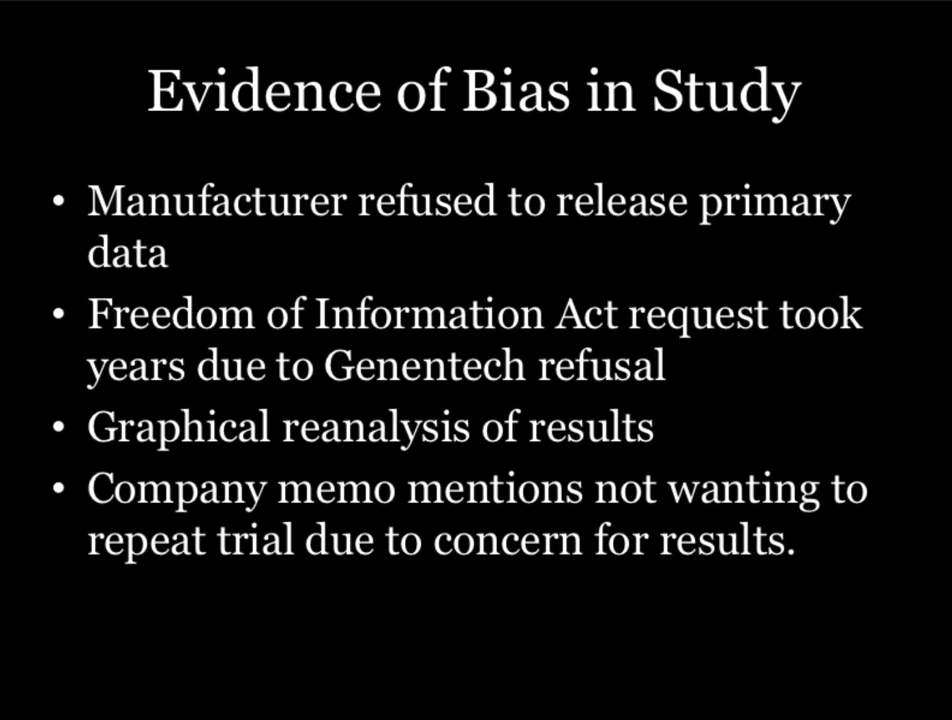 Evidence of Bias in Study
• Manufacturer refused to release primary
data
• Freedom of Information Act request took
years due to Genentech refusal
• Graphical reanalysis of results
• Company memo mentions not wanting to
repeat trial due to concern for results.